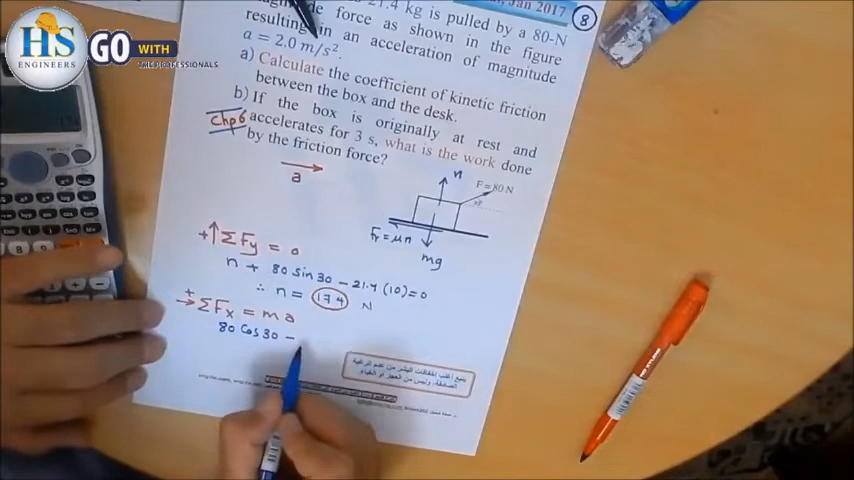 HS
ENGINEERS
GO WITH
THE PROFESSIONALS
Jan 2017
8
21.4 kg is pulled by a 80-N
force as shown in the figure
resulting in an acceleration of magnitude
a = 2.0 m/s².
a) Calculate the coefficient of kinetic friction
between the box and the desk.
b) If the box is originally at rest and
Chp6
accelerates for 3 s, what is the work done
by the friction force?
a
n
F = 80 N
30°
Fr = μn
mg
+ ΣFy = 0
n + 80 sin 30 - 21.4 (10) = 0
∴ n = 174 N
+ ΣFx = ma
80 Cos 30 -